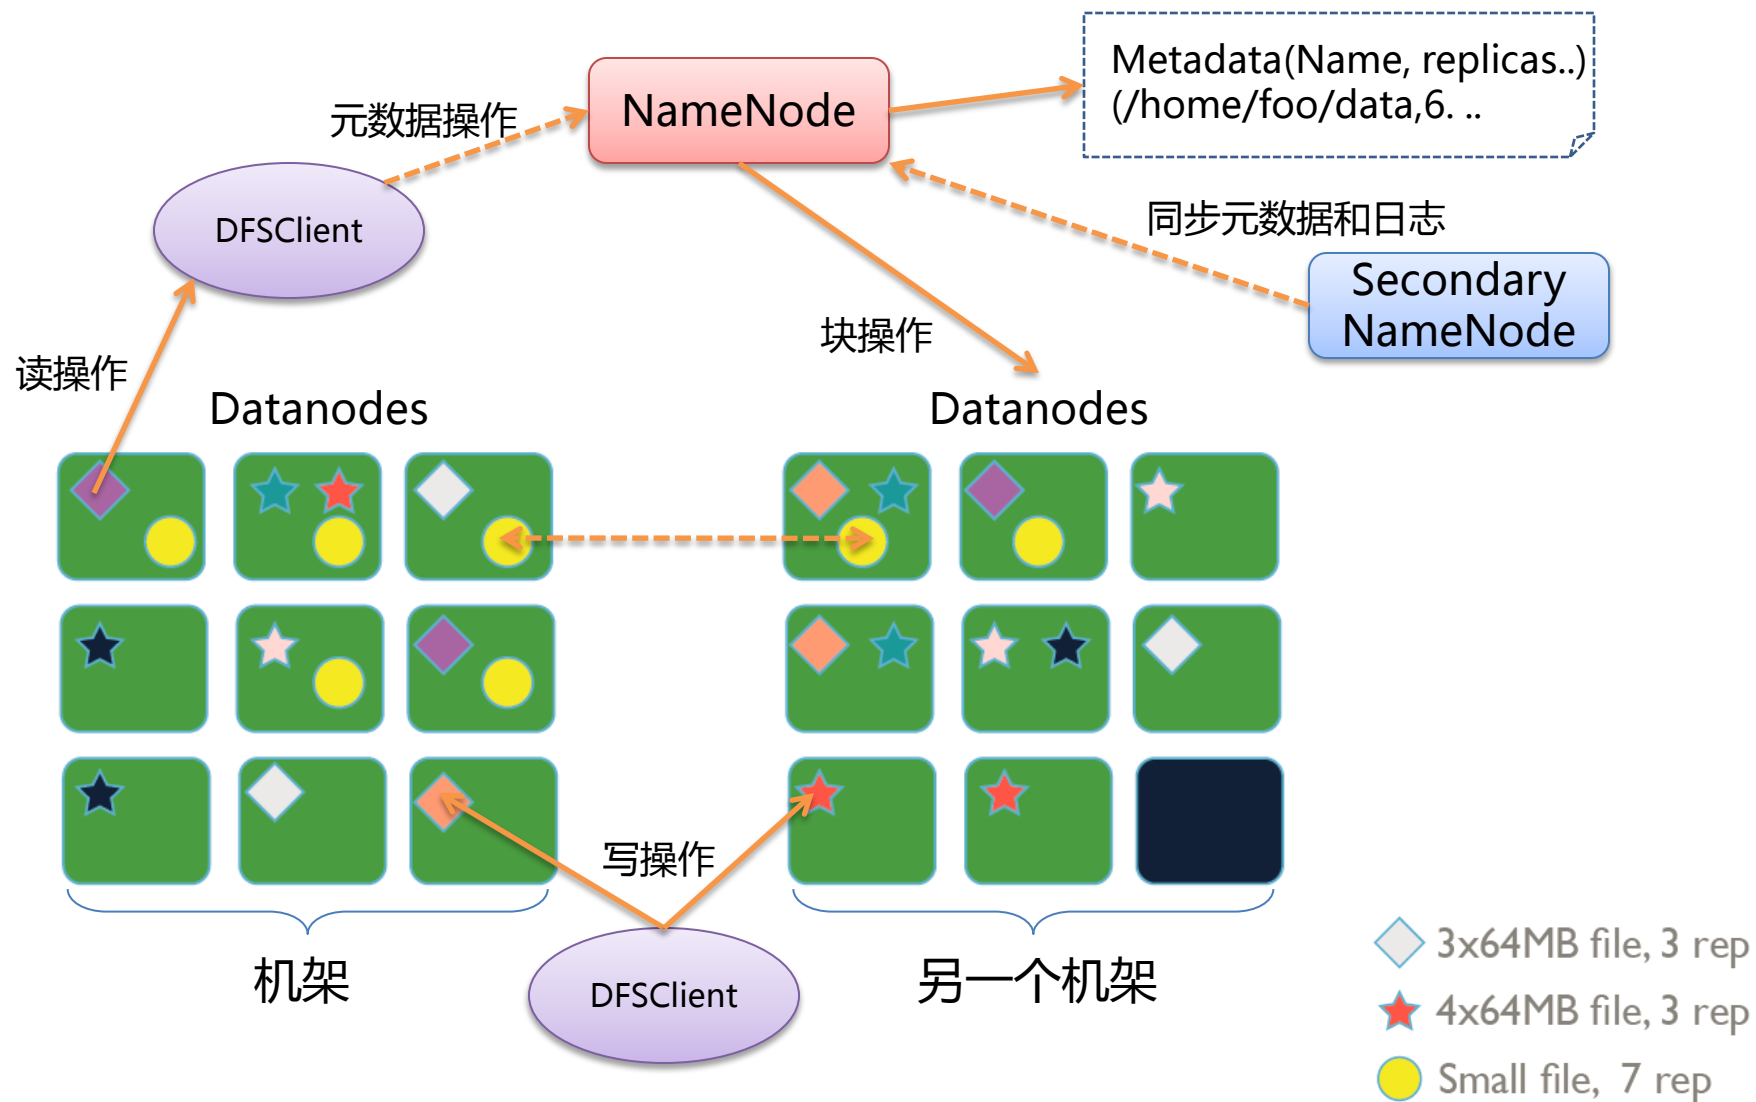 Metadata(Name, replicas..)
(/home/foo/data,6. ..
NameNode
元数据操作
DFSClient
同步元数据和日志
Secondary
NameNode
块操作
读操作
Datanodes
Datanodes
写操作
机架
另一个机架
DFSClient
3x64MB file, 3 rep
4x64MB file, 3 rep
Small file, 7 rep